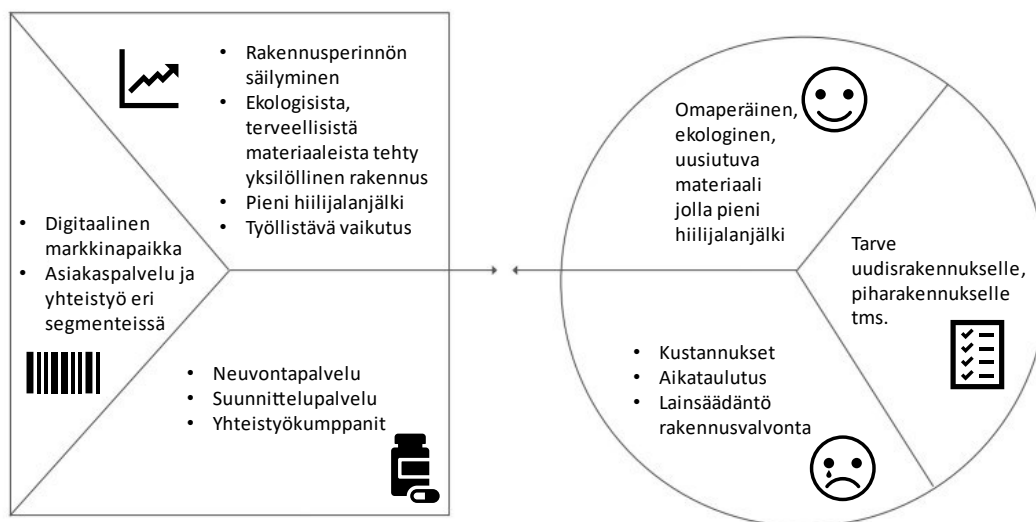 • Rakennusperinnön
säilyminen
• Ekologisista,
terveellisistä
materiaaleista tehty
yksilöllinen rakennus
• Pieni hiilijalanjälki
• Työllistävä vaikutus
• Digitaalinen
markkinapaikka
• Asiakaspalvelu ja
yhteistyö eri
segmenteissä
• Neuvontapalvelu
• Suunnittelupalvelu
• Yhteistyökumppanit
Omaperäinen,
ekologinen,
uusiutuva
materiaali
jolla pieni
hiilijalanjälki
Tarve
uudisrakennukselle,
piharakennukselle
tms.
• Kustannukset
• Aikataulutus
• Lainsäädäntö
rakennusvalvonta